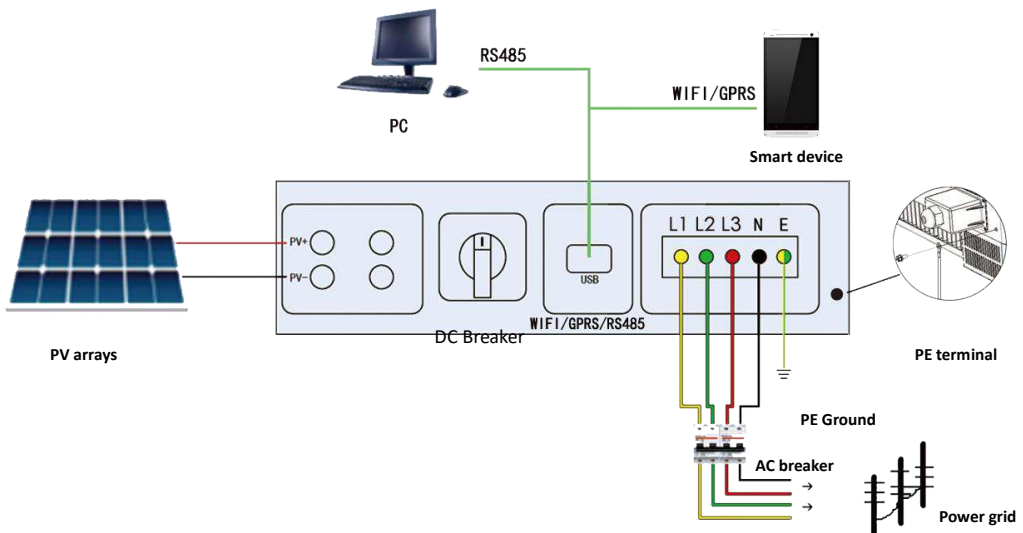 RS485
WIFI/GPRS
PC
Smart device
L1 L2 L3 N E
PV+
PV-
USB
WIFI/GPRS/RS485
DC Breaker
PV arrays
PE terminal
PE Ground
AC breaker
Power grid